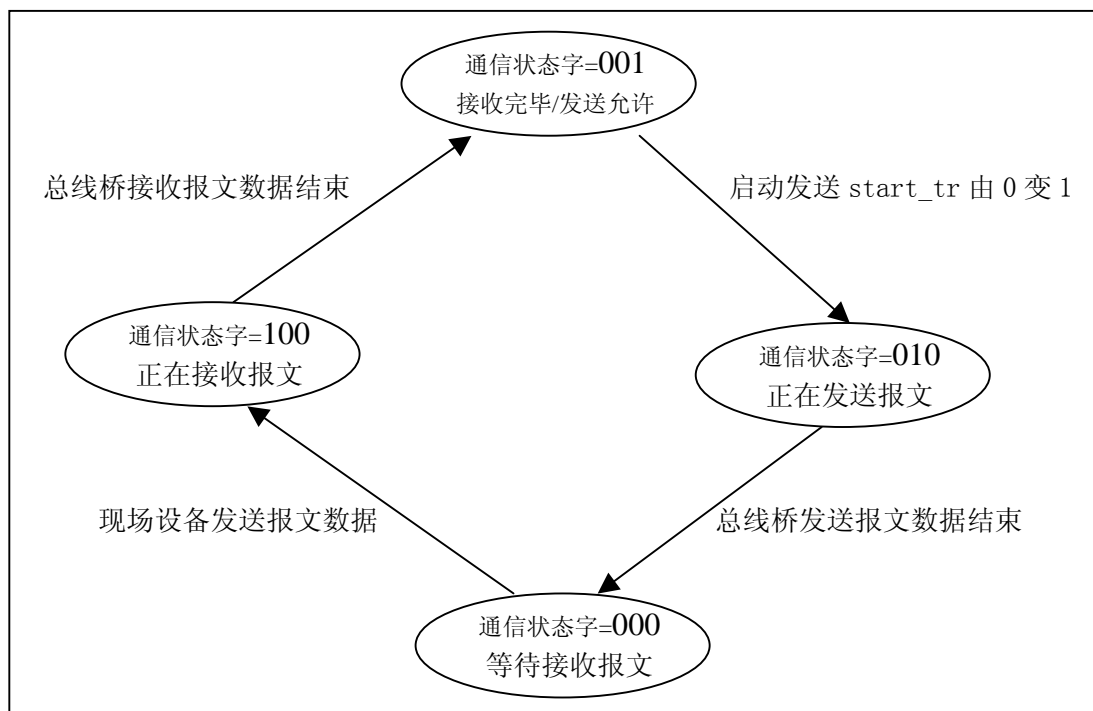 通信状态字=001
接收完毕/发送允许
总线桥接收报文数据结束
启动发送 start_tr 由 0 变 1
通信状态字=100
正在接收报文
通信状态字=010
正在发送报文
现场设备发送报文数据
总线桥发送报文数据结束
通信状态字=000
等待接收报文